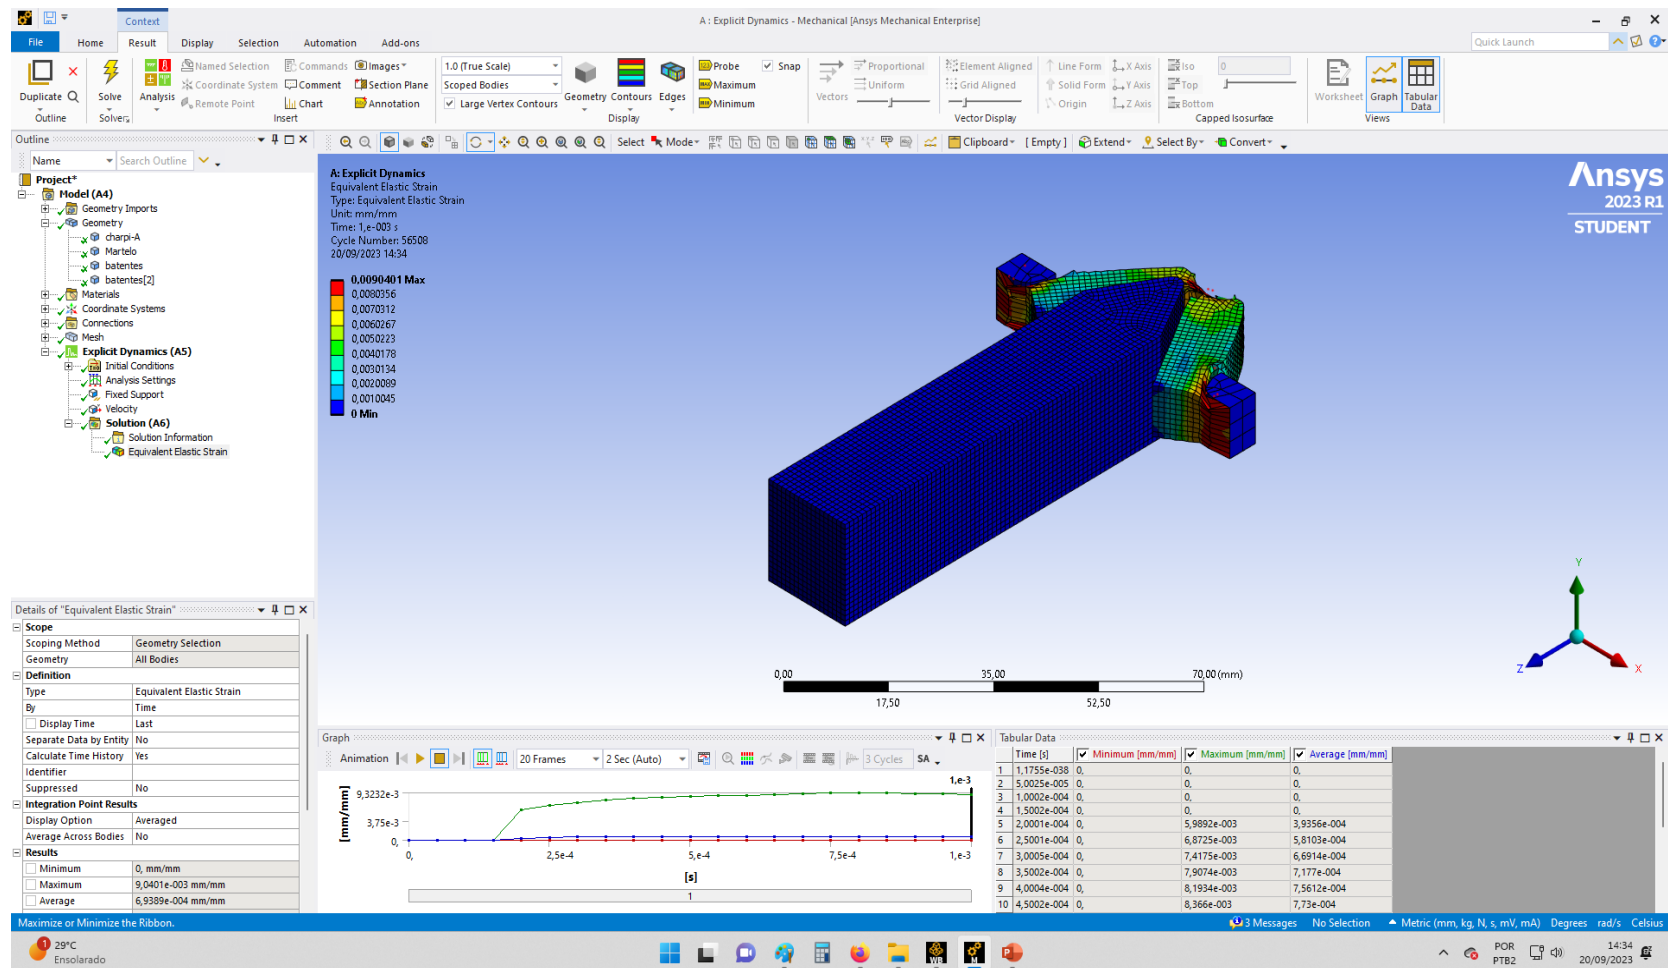 Context
A : Explicit Dynamics - Mechanical [Ansys Mechanical Enterprise]
File Home Result Display Selection Automation Add-ons
Quick Launch
Duplicate
Outline
Solve
Solver
Analysis
Named Selection
Coordinate System
Remote Point
Commands
Comment
Chart
Images
Section Plane
Annotation
Insert
1.0 (True Scale)
Scoped Bodies
Large Vertex Contours
Geometry Contours Edges
Display
Probe
Maximum
Minimum
Snap
Vectors
Proportional
Uniform
Element Aligned
Grid Aligned
Line Form
Solid Form
Origin
X Axis
Y Axis
Z Axis
Vector Display
Iso
Top
Bottom
0
Capped Isosurface
Worksheet Graph Tabular Data
Views
Outline
Name Search Outline
Select Mode Clipboard [ Empty ] Extend Select By Convert
Project*
Model (A4)
Geometry Imports
Geometry
charpi-A
Martelo
batentes
batentes[2]
Materials
Coordinate Systems
Connections
Mesh
Explicit Dynamics (A5)
Initial Conditions
Analysis Settings
Fixed Support
Velocity
Solution (A6)
Solution Information
Equivalent Elastic Strain
A: Explicit Dynamics
Equivalent Elastic Strain
Type: Equivalent Elastic Strain
Unit: mm/mm
Time: 1,e-003 s
Cycle Number: 56508
20/09/2023 14:34
0,0090401 Max
0,0080356
0,0070312
0,0060267
0,0050223
0,0040178
0,0030134
0,0020089
0,0010045
0 Min
Ansys
2023 R1
STUDENT
Y
Z
X
0,00 35,00 70,00 (mm)
17,50 52,50
Details of "Equivalent Elastic Strain"
Scope
Scoping Method Geometry Selection
Geometry All Bodies
Definition
Type Equivalent Elastic Strain
By Time
Display Time Last
Separate Data by Entity No
Calculate Time History Yes
Identifier
Suppressed No
Integration Point Results
Display Option Averaged
Average Across Bodies No
Results
Minimum 0, mm/mm
Maximum 9,0401e-003 mm/mm
Average 6,9389e-004 mm/mm
Graph
Animation 20 Frames 2 Sec (Auto) 3 Cycles SA
1,e-3
9,3232e-3
3,75e-3
0,
[mm/mm]
0, 2,5e-4 5,e-4 7,5e-4 1,e-3
[s]
1
Tabular Data
Time [s] Minimum [mm/mm] Maximum [mm/mm] Average [mm/mm]
1 1,1755e-038 0, 0, 0,
2 5,0025e-005 0, 0, 0,
3 1,0002e-004 0, 0, 0,
4 1,5002e-004 0, 0, 0,
5 2,0001e-004 0, 5,9892e-003 3,9356e-004
6 2,5001e-004 0, 6,8725e-003 5,8103e-004
7 3,0005e-004 0, 7,4175e-003 6,6914e-004
8 3,5002e-004 0, 7,9074e-003 7,177e-004
9 4,0004e-004 0, 8,1934e-003 7,5612e-004
10 4,5002e-004 0, 8,366e-003 7,73e-004
Maximize or Minimize the Ribbon.
3 Messages No Selection Metric (mm, kg, N, s, mV, mA) Degrees rad/s Celsius
1
29°C
Ensolarado
WB
M
POR
PTB2
14:34
20/09/2023